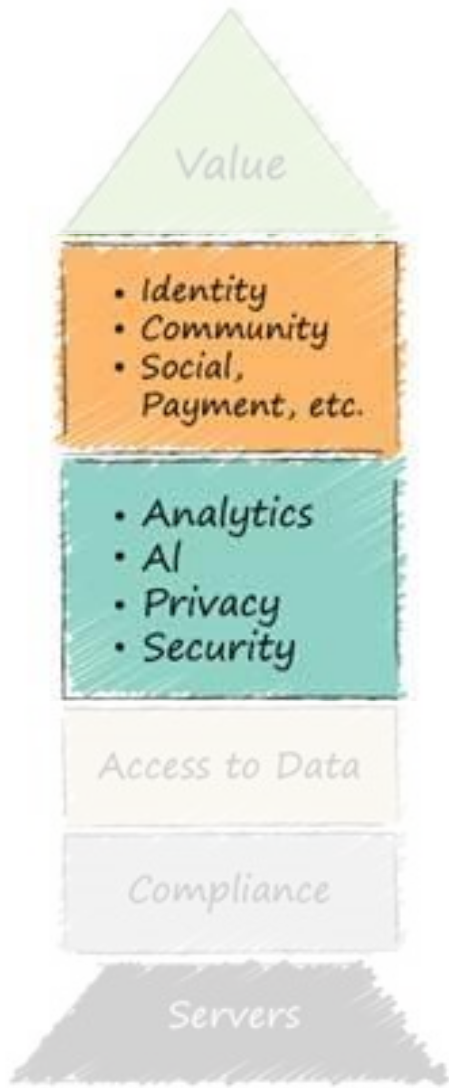 Value
• Identity
• Community
• Social,
Payment, etc.
• Analytics
• AI
• Privacy
• Security
Access to Data
Compliance
Servers